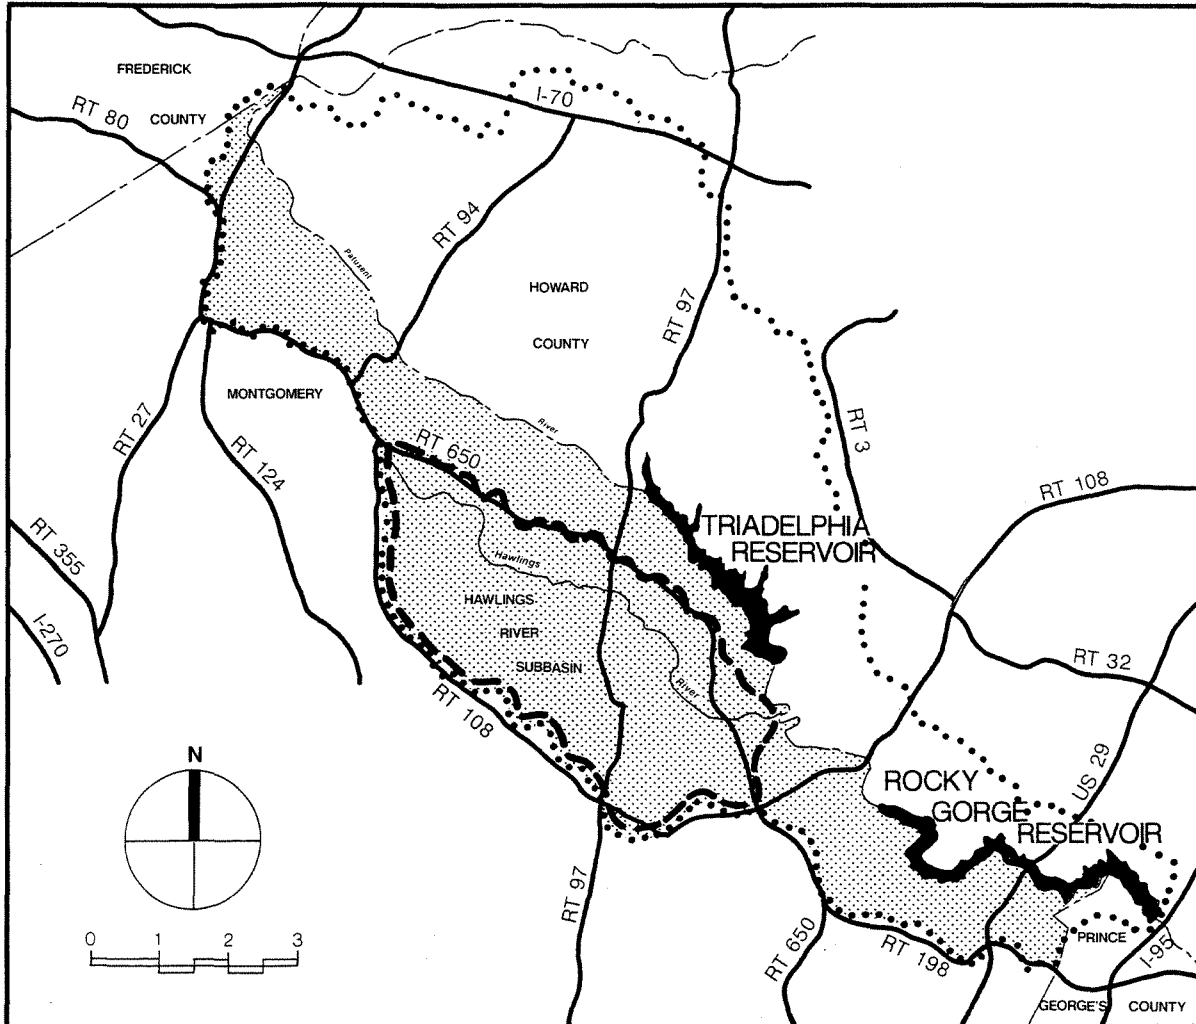 FREDERICK
COUNTY
RT 80
I-70
RT 94
Patuxent
HOWARD
COUNTY
RT 97
MONTGOMERY
RT 27
RT 124
RT 650
River
RT 3
RT 108
TRIADELPHIA
RESERVOIR
RT 355
I-270
Hawlings
HAWLINGS
RIVER
SUBBASIN
River
RT 108
RT 32
US 29
N
ROCKY
GORGE
RESERVOIR
0 1 2 3
RT 97
RT 650
RT 198
PRINCE
I-95
GEORGE'S COUNTY